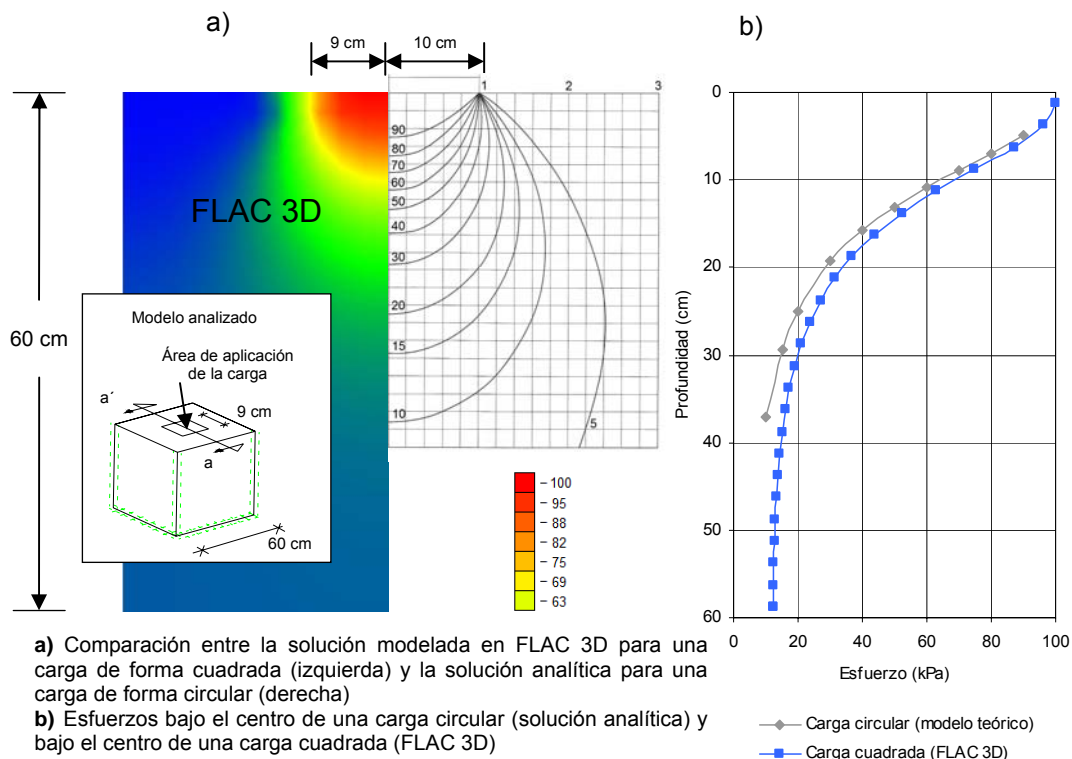 a)
9 cm
10 cm
1
2
3
90
80
70
60
50
40
30
20
15
10
5
FLAC 3D
60 cm
Modelo analizado
Área de aplicación
de la carga
a´
9 cm
a
60 cm
100
95
88
82
75
69
63
b)
0
10
20
30
40
50
60
Profundidad (cm)
0
20
40
60
80
100
Esfuerzo (kPa)
Carga circular (modelo teórico)
Carga cuadrada (FLAC 3D)
a) Comparación entre la solución modelada en FLAC 3D para una
carga de forma cuadrada (izquierda) y la solución analítica para una
carga de forma circular (derecha)
b) Esfuerzos bajo el centro de una carga circular (solución analítica) y
bajo el centro de una carga cuadrada (FLAC 3D)